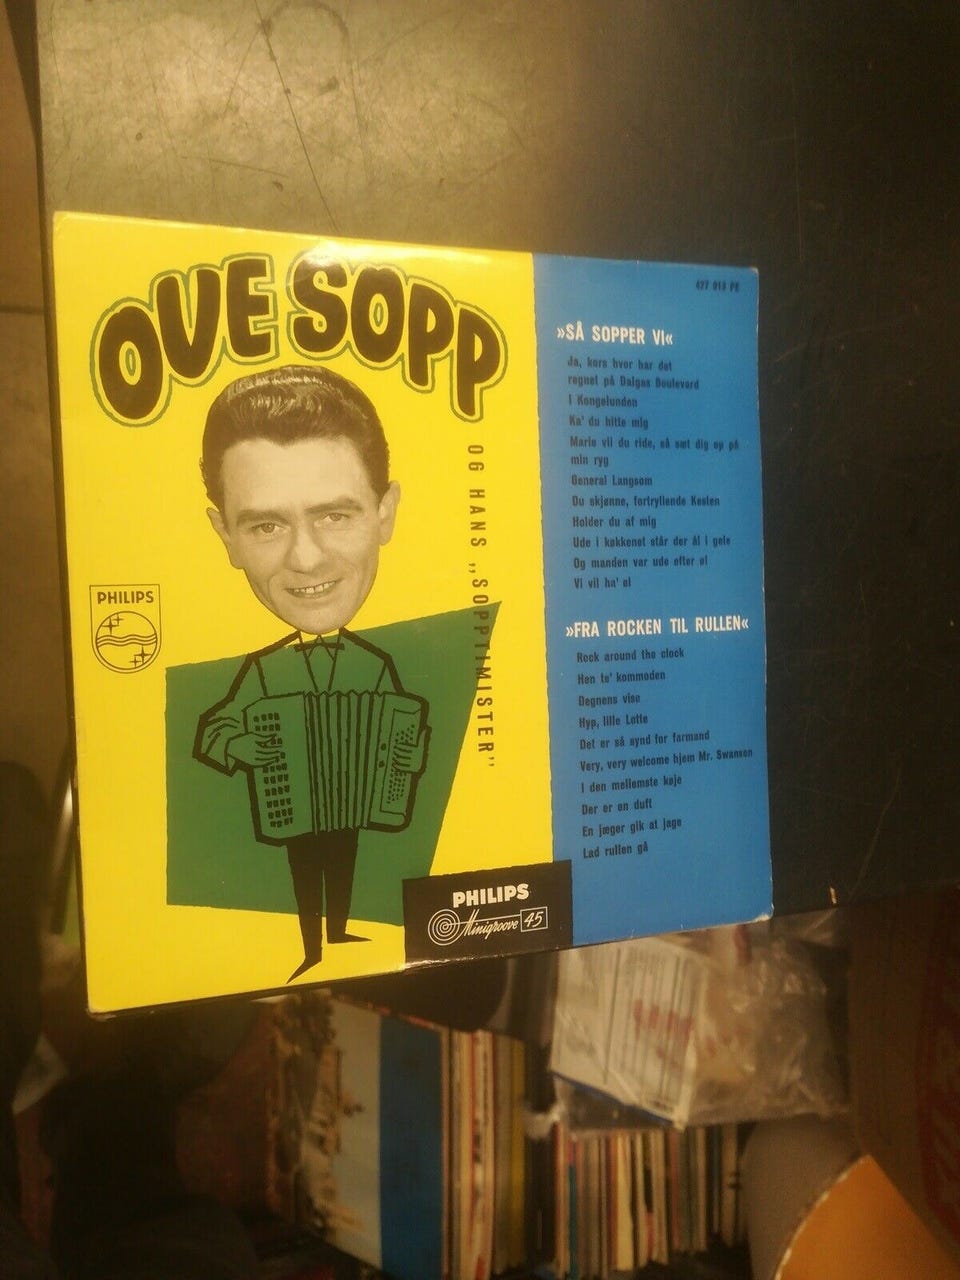 OVE SOPP
OG HANS „SOPPTIMISTER"
PHILIPS
PHILIPS
Minigroove 45
427 013 PE
»SÅ SOPPER VI«
Ja, kors hvor har det
regnet på Dalgas Boulevard
I Kongelunden
Ka' du hitte mig
Marie vil du ride, så sæt dig op på
min ryg
General Langsom
Du skjønne, fortryllende Kesten
Holder du af mig
Ude i køkkenet står der ål i gele
Og manden var ude efter øl
Vi vil ha' øl
»FRA ROCKEN TIL RULLEN«
Rock around the clock
Hen te' kommoden
Degnens vise
Hyp, lille Lotte
Det er så synd for farmand
Very, very welcome hjem Mr. Swanson
I den mellemste køje
Der er en duft
En jæger gik at jage
Lad rullen gå